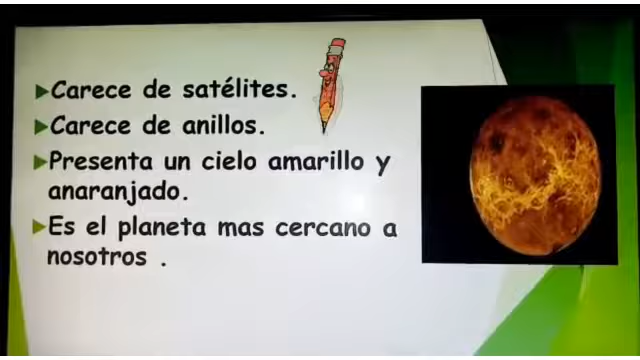 Carece de satélites.
Carece de anillos.
Presenta un cielo amarillo y
anaranjado.
Es el planeta mas cercano a
nosotros .